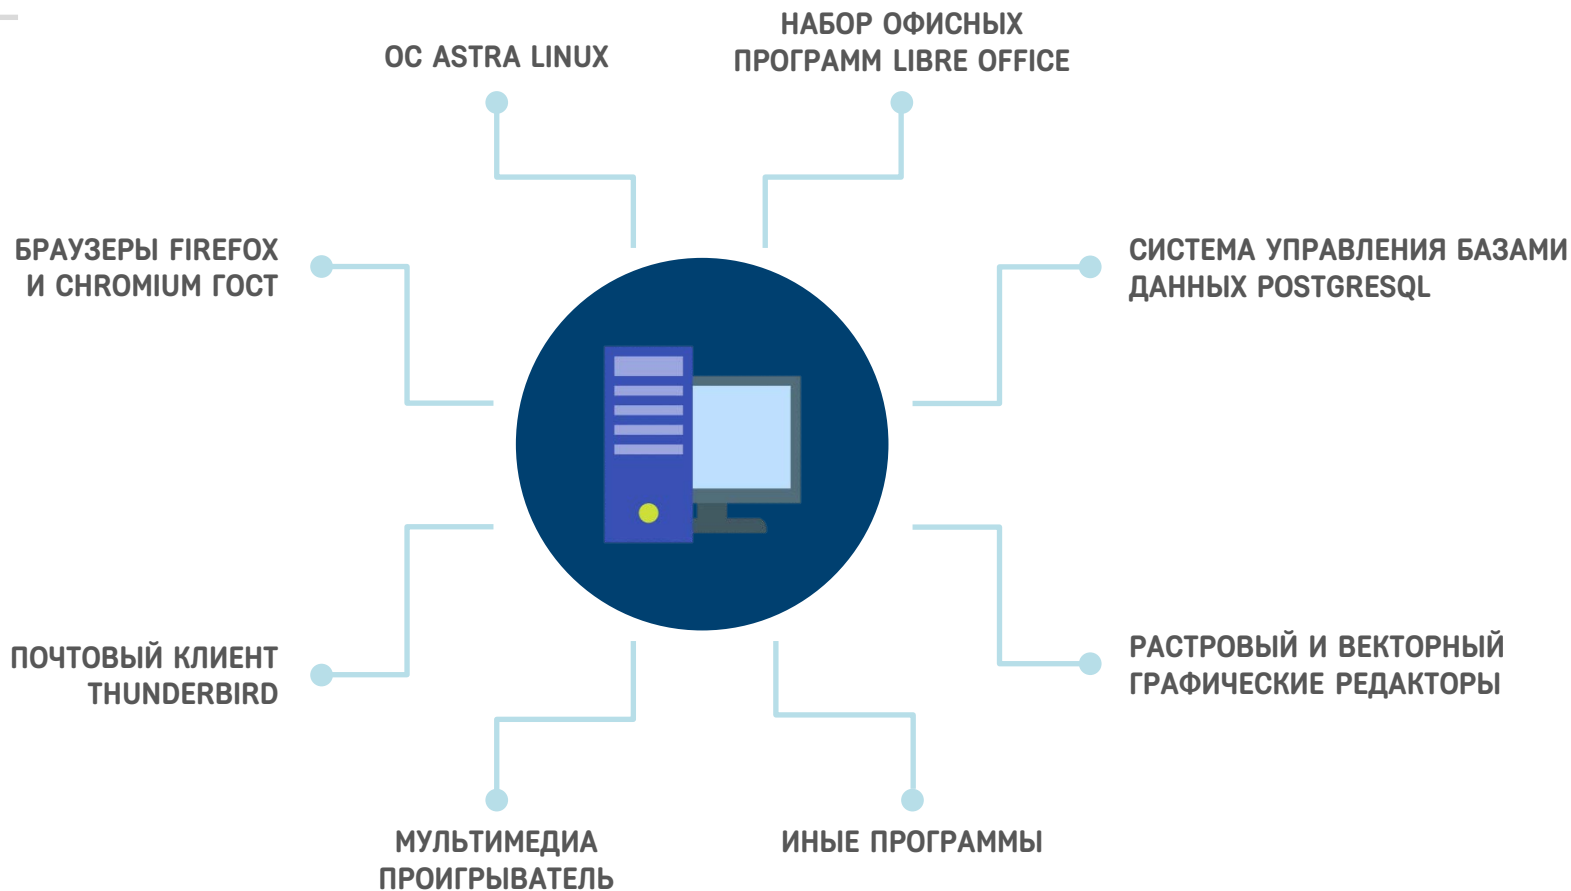 ОС ASTRA LINUX
НАБОР ОФИСНЫХ
ПРОГРАММ LIBRE OFFICE
БРАУЗЕРЫ FIREFOX
И CHROMIUM ГОСТ
СИСТЕМА УПРАВЛЕНИЯ БАЗАМИ
ДАННЫХ POSTGRESQL
ПОЧТОВЫЙ КЛИЕНТ
THUNDERBIRD
РАСТРОВЫЙ И ВЕКТОРНЫЙ
ГРАФИЧЕСКИЕ РЕДАКТОРЫ
МУЛЬТИМЕДИА
ПРОИГРЫВАТЕЛЬ
ИНЫЕ ПРОГРАММЫ